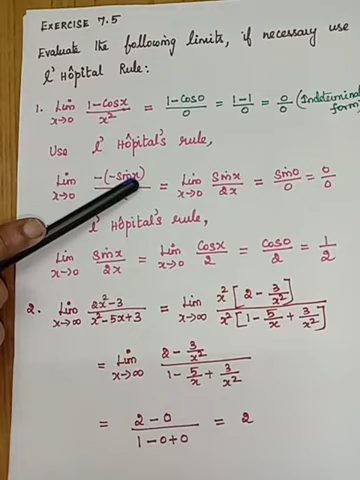 EXERCISE 7.5
Evaluate the following limits, if necessary use
l' Hôpital Rule:
1. Lim x→0 (1-Cosx)/x² = (1-Cos0)/0 = (1-1)/0 = 0/0 (Indeterminat form)
Use l' Hôpital's rule,
Lim x→0 -(-Sinx) = Lim x→0 Sinx/2x = Sin0/0 = 0/0
l' Hôpital's rule,
Lim x→0 Sinx/2x = Lim x→0 Cosx/2 = Cos0/2 = 1/2
2. Lim x→∞ (2x²-3)/(x²-5x+3) = Lim x→∞ x²[2-3/x²]/x²[1-5/x+3/x²]
= Lim x→∞ (2-3/x²)/(1-5/x+3/x²)
= (2-0)/(1-0+0) = 2